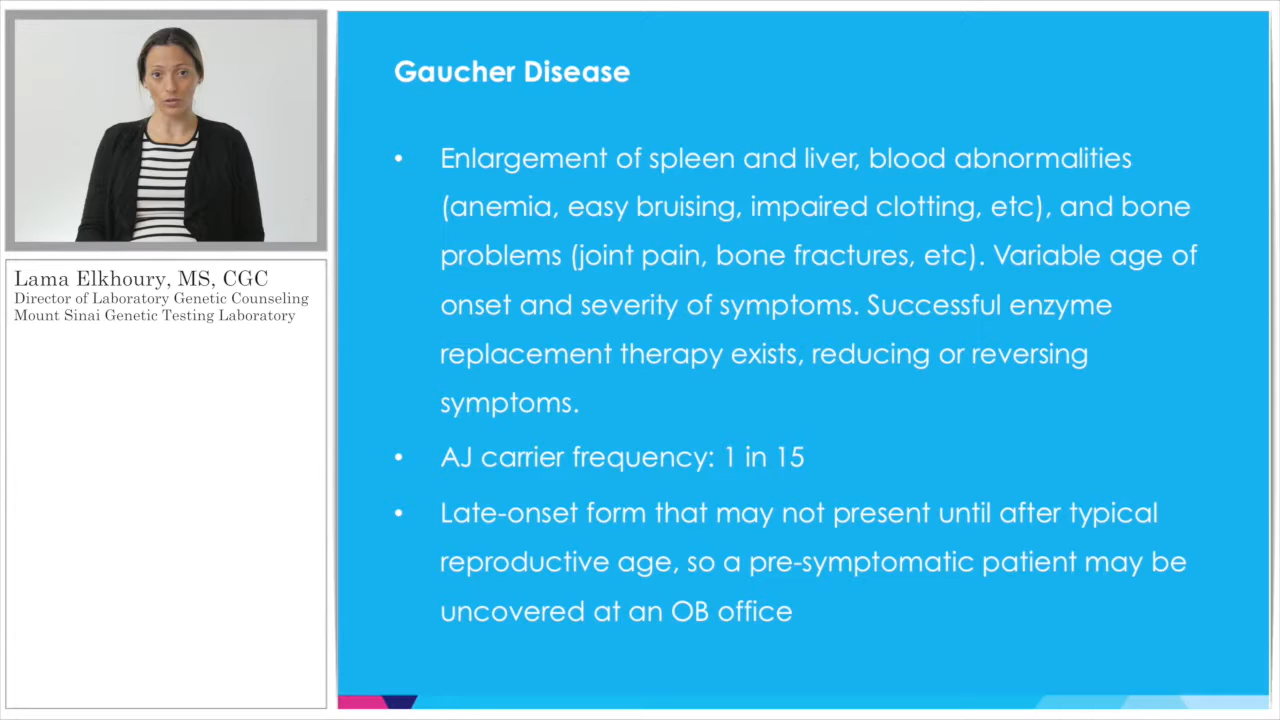 Gaucher Disease
• Enlargement of spleen and liver, blood abnormalities
(anemia, easy bruising, impaired clotting, etc), and bone
problems (joint pain, bone fractures, etc). Variable age of
onset and severity of symptoms. Successful enzyme
replacement therapy exists, reducing or reversing
symptoms.
• AJ carrier frequency: 1 in 15
• Late-onset form that may not present until after typical
reproductive age, so a pre-symptomatic patient may be
uncovered at an OB office
Lama Elkhoury, MS, CGC
Director of Laboratory Genetic Counseling
Mount Sinai Genetic Testing Laboratory